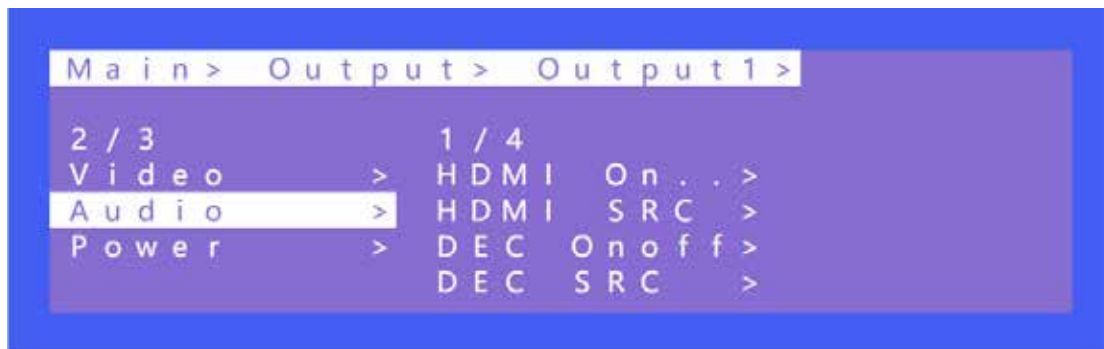 Main> Output> Output1>
2/3 1/4
Video > HDMI On..>
Audio > HDMI SRC >
Power > DEC Onoff>
DEC SRC >